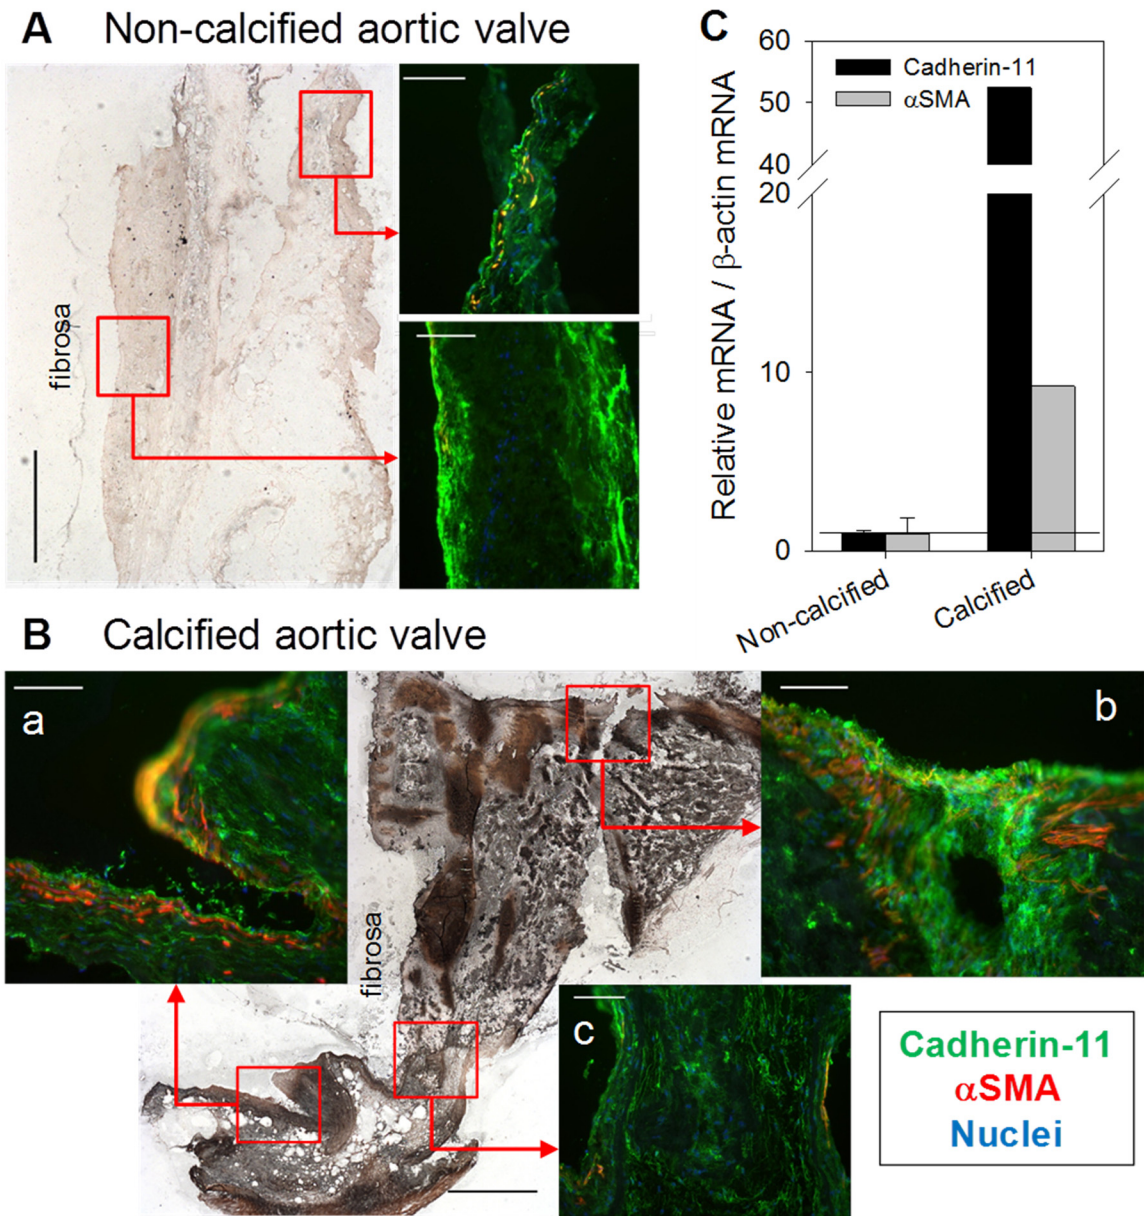 A Non-calcified aortic valve
fibrosa
C
60
50
40
20
10
0
Relative mRNA / β-actin mRNA
Cadherin-11
αSMA
Non-calcified
Calcified
B Calcified aortic valve
a
b
fibrosa
c
Cadherin-11
αSMA
Nuclei